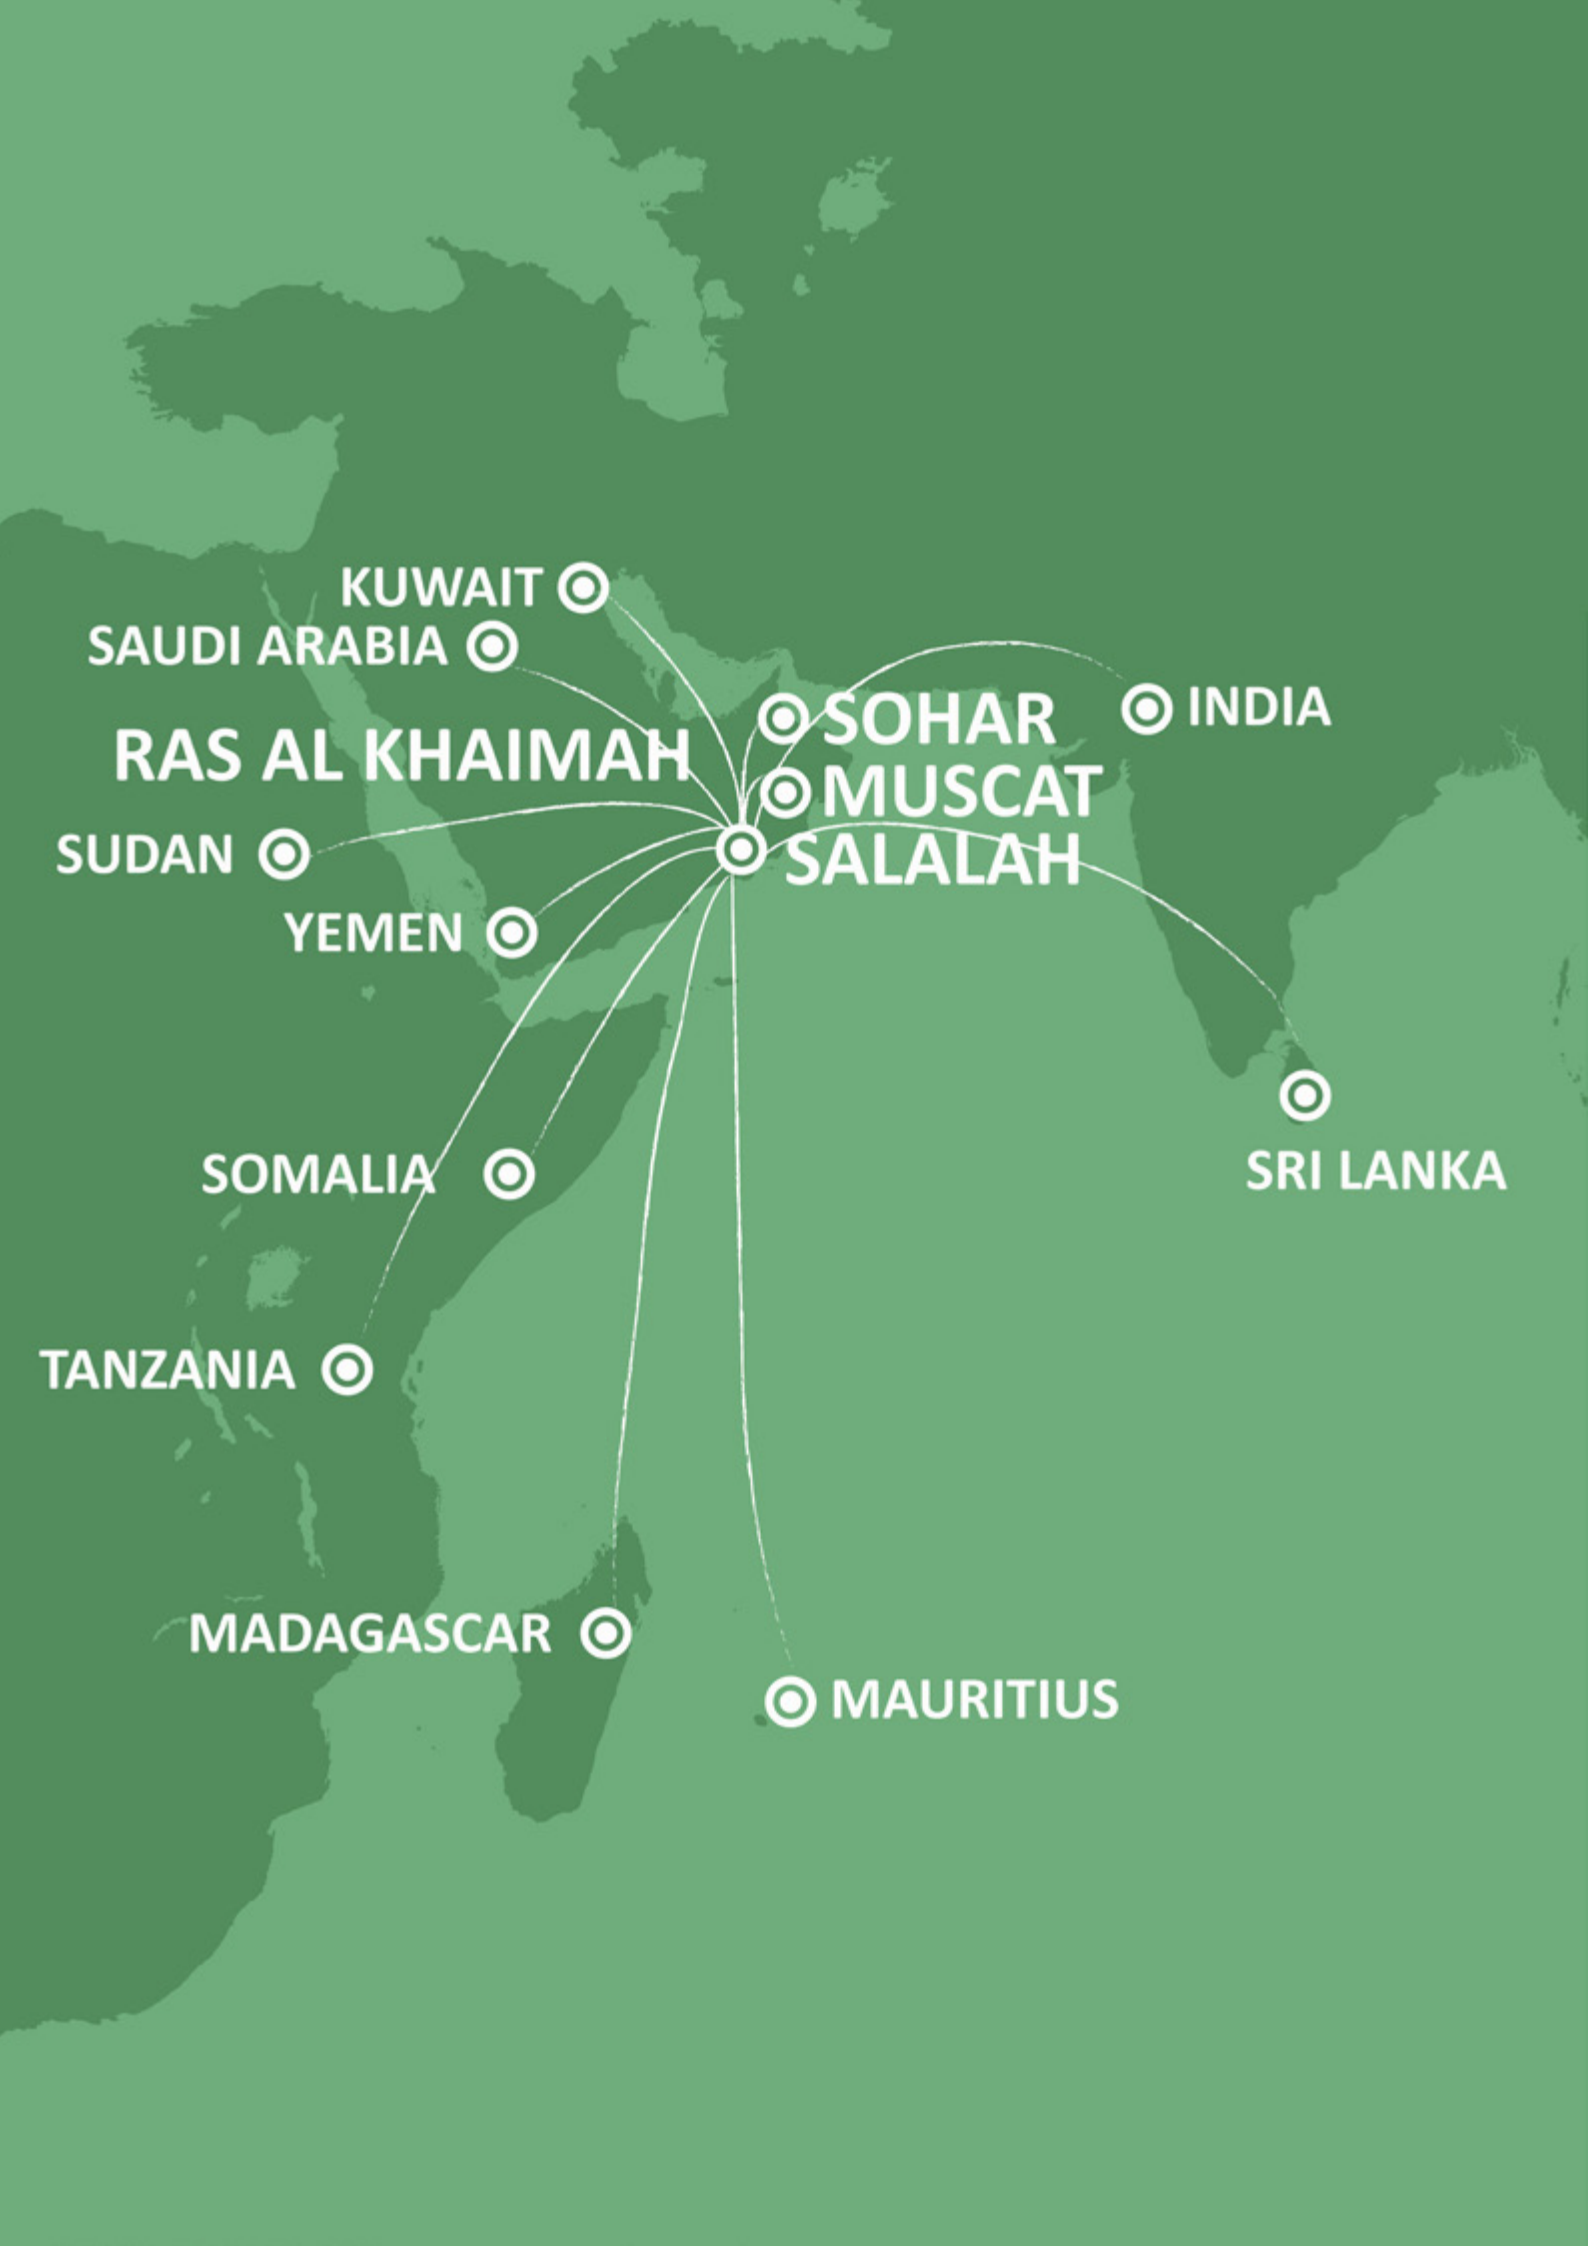 KUWAIT
SAUDI ARABIA
SOHAR
INDIA
RAS AL KHAIMAH
MUSCAT
SUDAN
SALALAH
YEMEN
SOMALIA
SRI LANKA
TANZANIA
MADAGASCAR
MAURITIUS